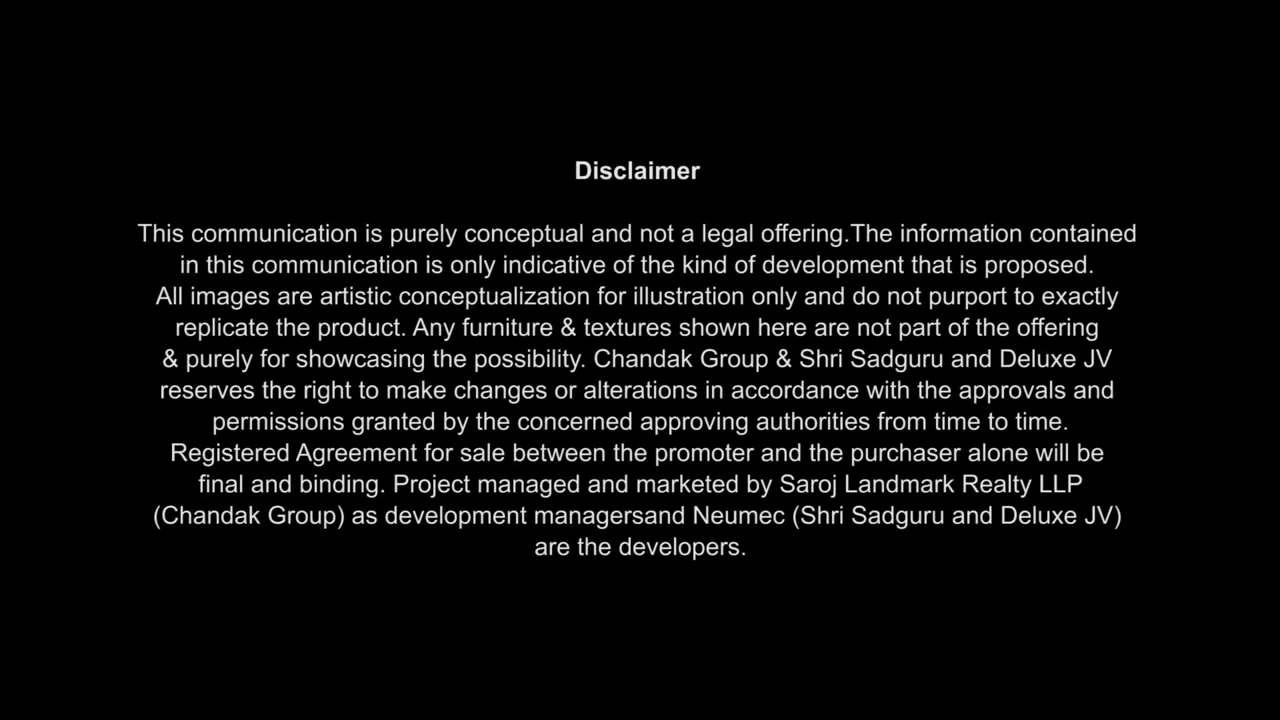 Disclaimer
This communication is purely conceptual and not a legal offering.The information contained
in this communication is only indicative of the kind of development that is proposed.
All images are artistic conceptualization for illustration only and do not purport to exactly
replicate the product. Any furniture & textures shown here are not part of the offering
& purely for showcasing the possibility. Chandak Group & Shri Sadguru and Deluxe JV
reserves the right to make changes or alterations in accordance with the approvals and
permissions granted by the concerned approving authorities from time to time.
Registered Agreement for sale between the promoter and the purchaser alone will be
final and binding. Project managed and marketed by Saroj Landmark Realty LLP
(Chandak Group) as development managersand Neumec (Shri Sadguru and Deluxe JV)
are the developers.